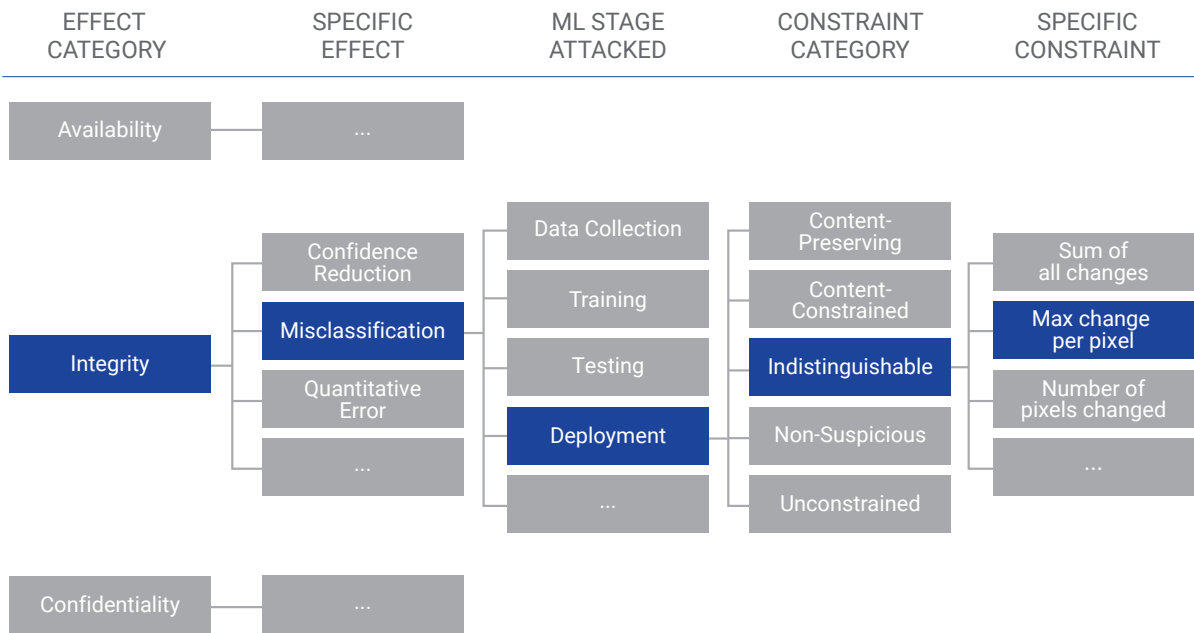 EFFECT
CATEGORY
SPECIFIC
EFFECT
ML STAGE
ATTACKED
CONSTRAINT
CATEGORY
SPECIFIC
CONSTRAINT
Availability
...
Integrity
Confidence
Reduction
Misclassification
Quantitative
Error
...
Data Collection
Training
Testing
Deployment
...
Content-
Preserving
Content-
Constrained
Indistinguishable
Non-Suspicious
Unconstrained
Sum of
all changes
Max change
per pixel
Number of
pixels changed
...
Confidentiality
...